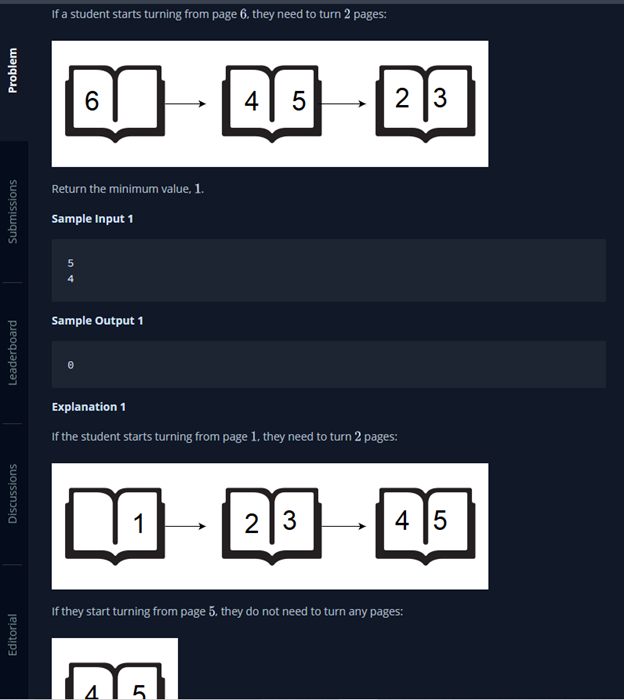 If a student starts turning from page 6, they need to turn 2 pages:
6
4 5
2 3
Return the minimum value, 1.
Sample Input 1
5
4
Sample Output 1
0
Explanation 1
If the student starts turning from page 1, they need to turn 2 pages:
1
2 3
4 5
If they start turning from page 5, they do not need to turn any pages:
4 5
Problem
Submissions
Leaderboard
Discussions
Editorial